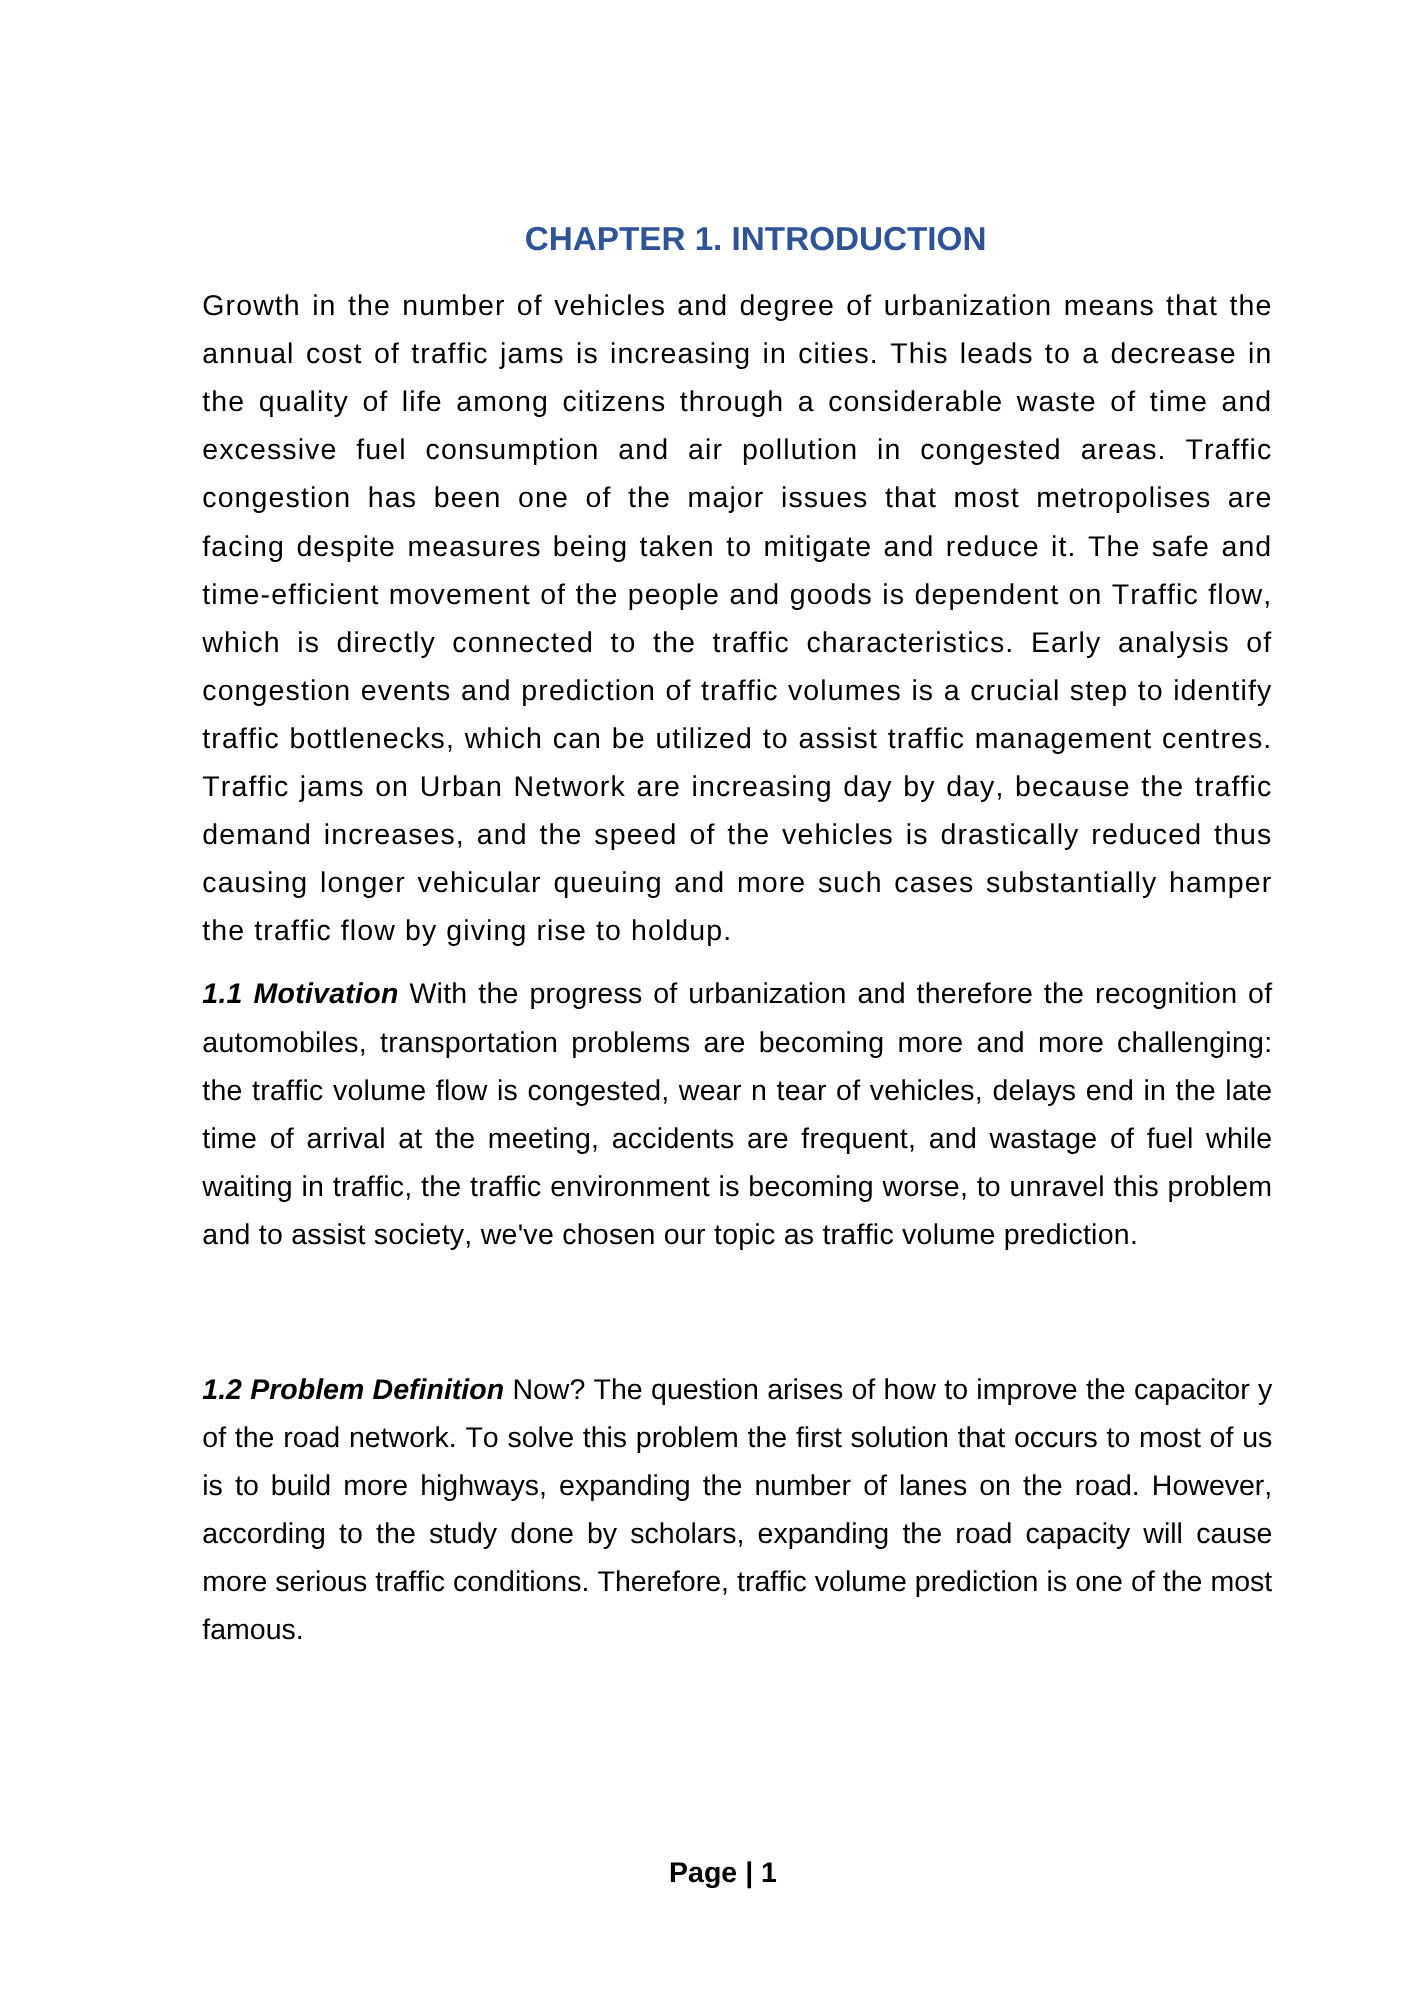 CHAPTER 1. INTRODUCTION
Growth in the number of vehicles and degree of urbanization means that the
annual cost of traffic jams is increasing in cities. This leads to a decrease in
the quality of life among citizens through a considerable waste of time and
excessive fuel consumption and air pollution in congested areas. Traffic
congestion has been one of the major issues that most metropolises are
facing despite measures being taken to mitigate and reduce it. The safe and
time-efficient movement of the people and goods is dependent on Traffic flow,
which is directly connected to the traffic characteristics. Early analysis of
congestion events and prediction of traffic volumes is a crucial step to identify
traffic bottlenecks, which can be utilized to assist traffic management centres.
Traffic jams on Urban Network are increasing day by day, because the traffic
demand increases, and the speed of the vehicles is drastically reduced thus
causing longer vehicular queuing and more such cases substantially hamper
the traffic flow by giving rise to holdup.
1.1 Motivation With the progress of urbanization and therefore the recognition of
automobiles, transportation problems are becoming more and more challenging:
the traffic volume flow is congested, wear n tear of vehicles, delays end in the late
time of arrival at the meeting, accidents are frequent, and wastage of fuel while
waiting in traffic, the traffic environment is becoming worse, to unravel this problem
and to assist society, we've chosen our topic as traffic volume prediction.
1.2 Problem Definition Now? The question arises of how to improve the capacitor y
of the road network. To solve this problem the first solution that occurs to most of us
is to build more highways, expanding the number of lanes on the road. However,
according to the study done by scholars, expanding the road capacity will cause
more serious traffic conditions. Therefore, traffic volume prediction is one of the most
famous.
Page | 1